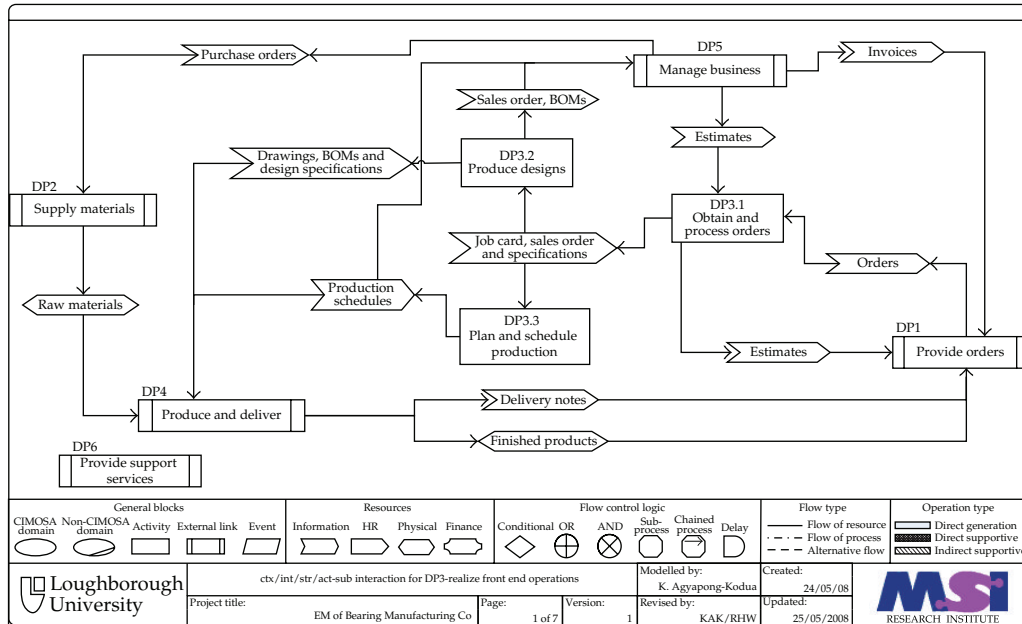 DP5
Purchase orders
Manage business
Invoices
Sales order, BOMs
Estimates
Drawings, BOMs and
design specifications
DP3.2
Produce designs
DP2
Supply materials
DP3.1
Obtain and
process orders
Job card, sales order
and specifications
Orders
Raw materials
Production
schedules
DP3.3
Plan and schedule
production
DP1
Estimates
Provide orders
DP4
Produce and deliver
Delivery notes
Finished products
DP6
Provide support
services
General blocks
CIMOSA
domain
Non-CIMOSA
domain
Activity
External link
Event
Resources
Information
HR
Physical
Finance
Flow control logic
Conditional
OR
AND
Sub-
process
Chained
process
Delay
Flow type
Flow of resource
Flow of process
Alternative flow
Operation type
Direct generation
Direct supportive
Indirect supportive
Loughborough
University
ctx/int/str/act-sub interaction for DP3-realize front end operations
Modelled by:
K. Agyapong-Kodua
Created:
24/05/08
Project title:
EM of Bearing Manufacturing Co
Page:
1 of 7
Version:
1
Revised by:
KAK/RHW
Updated:
25/05/2008
MSI
RESEARCH INSTITUTE